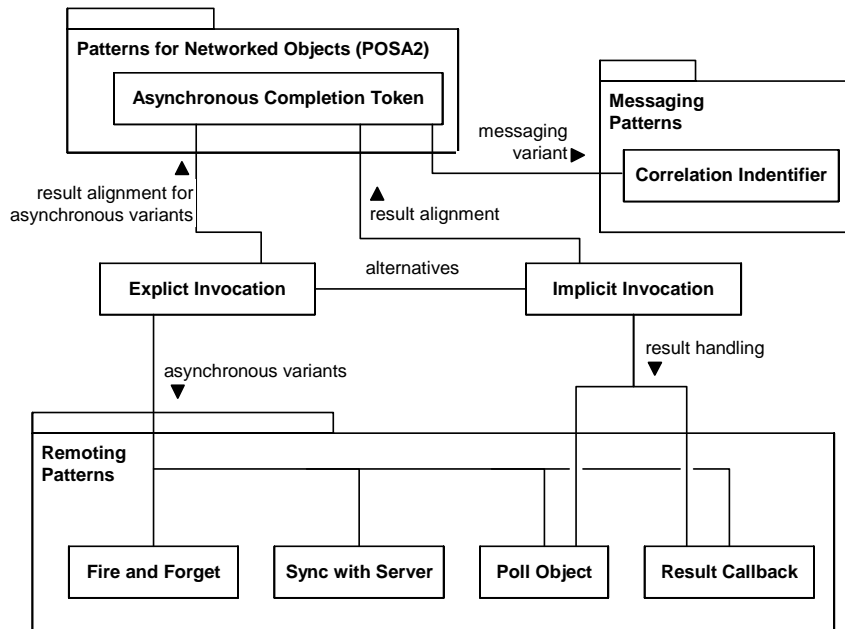 Patterns for Networked Objects (POSA2)
Asynchronous Completion Token
Messaging
Patterns
messaging
variant
Correlation Indentifier
result alignment for
asynchronous variants
result alignment
alternatives
Explict Invocation
Implicit Invocation
result handling
asynchronous variants
Remoting
Patterns
Fire and Forget
Sync with Server
Poll Object
Result Callback